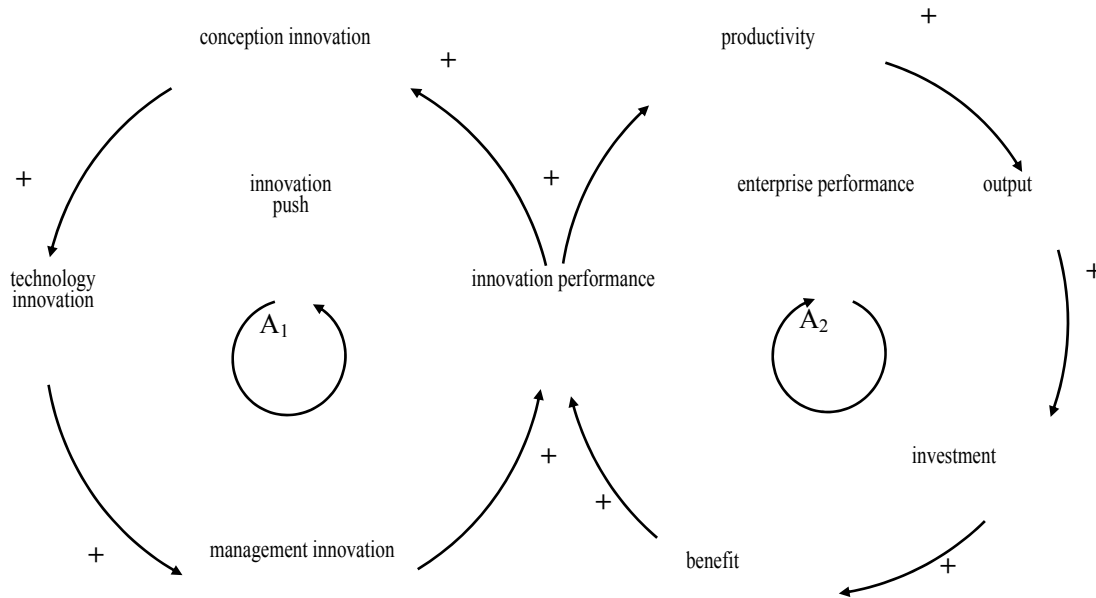 conception innovation
+
productivity
+
+
innovation
push
+
enterprise performance
output
technology
innovation
innovation performance
+
A₁
A₂
+
investment
+
+
management innovation
benefit
+